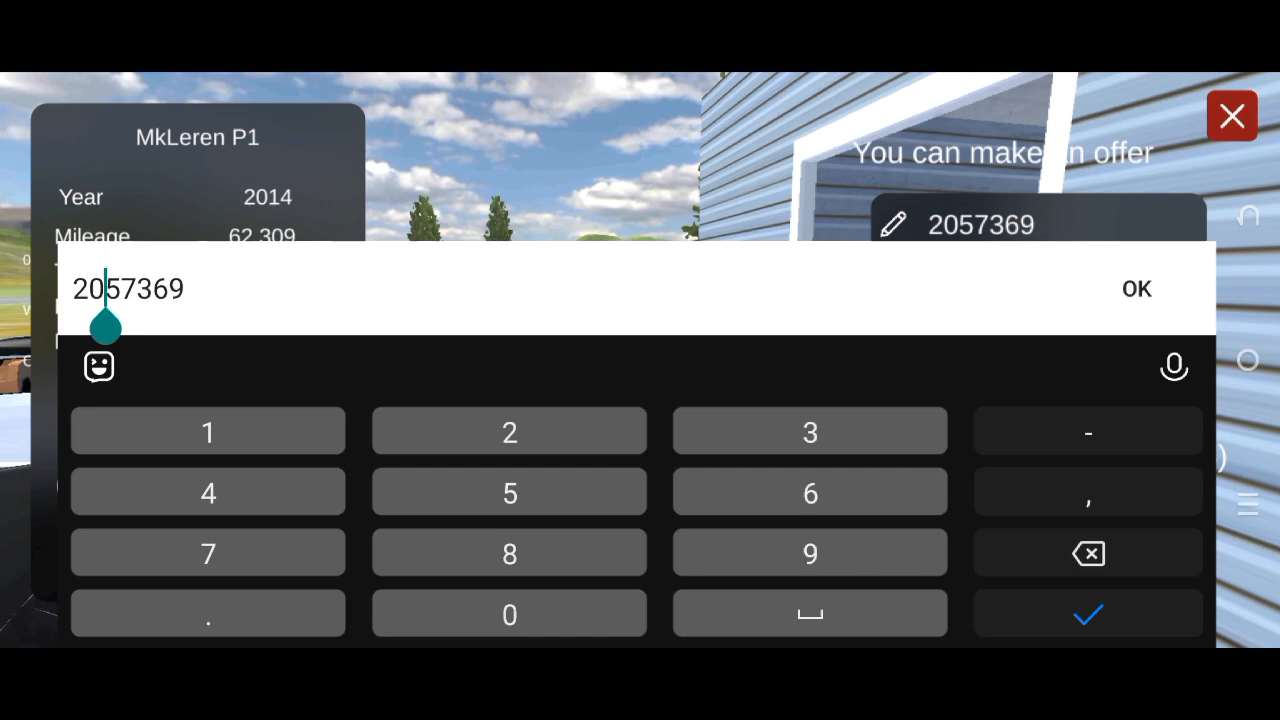 MkLeren P1
Year 2014
Mileage 62 309
You can make an offer
2057369
2057369 OK
1 2 3 -
4 5 6 ,
7 8 9
. 0